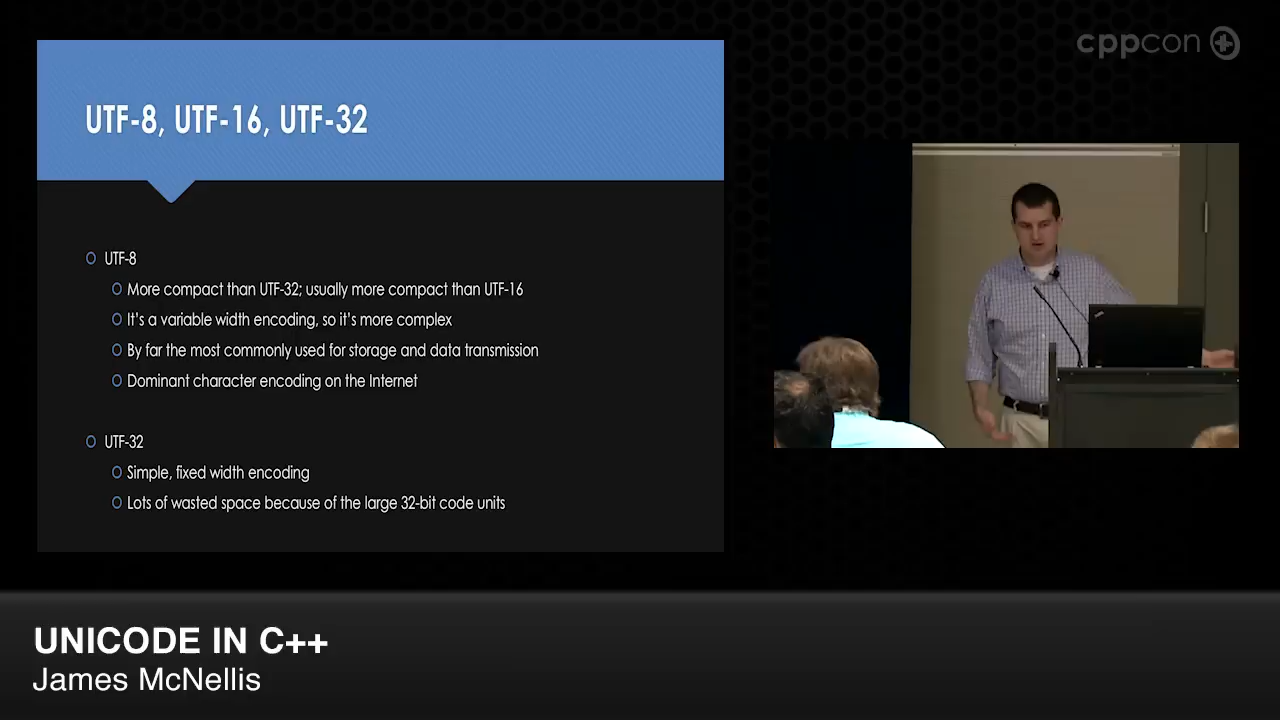 cppcon
UTF-8, UTF-16, UTF-32
UTF-8
More compact than UTF-32; usually more compact than UTF-16
It's a variable width encoding, so it's more complex
By far the most commonly used for storage and data transmission
Dominant character encoding on the Internet
UTF-32
Simple, fixed width encoding
Lots of wasted space because of the large 32-bit code units
UNICODE IN C++
James McNellis